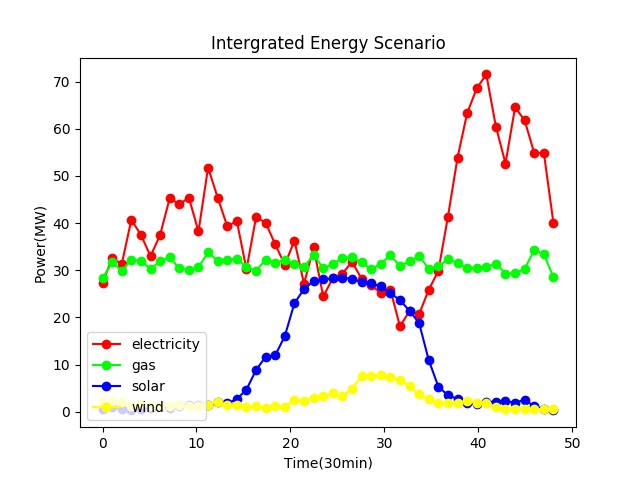 Intergrated Energy Scenario
Power(MW)
70
60
50
40
30
20
10
0
electricity
gas
solar
wind
0 10 20 30 40 50
Time(30min)